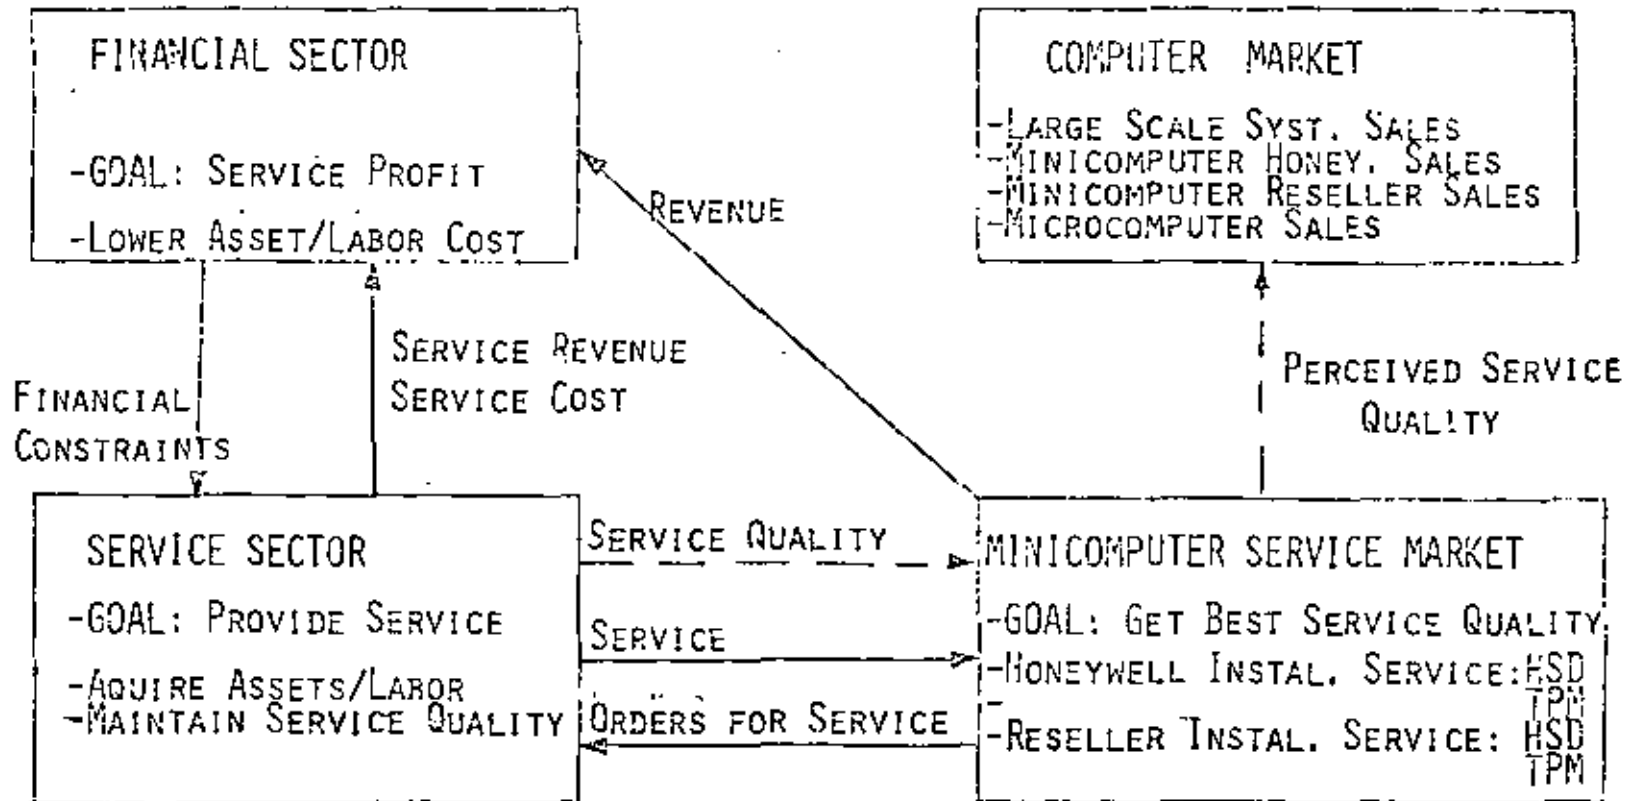 FINANCIAL SECTOR
-GOAL: SERVICE PROFIT
-LOWER ASSET/LABOR COST
COMPUTER MARKET
-LARGE SCALE SYST. SALES
-MINICOMPUTER HONEY. SALES
-MINICOMPUTER RESELLER SALES
-MICROCOMPUTER SALES
REVENUE
SERVICE REVENUE
SERVICE COST
FINANCIAL
CONSTRAINTS
PERCEIVED SERVICE
QUALITY
SERVICE SECTOR
-GOAL: PROVIDE SERVICE
-AQUIRE ASSETS/LABOR
-MAINTAIN SERVICE QUALITY
SERVICE QUALITY
SERVICE
ORDERS FOR SERVICE
MINICOMPUTER SERVICE MARKET
-GOAL: GET BEST SERVICE QUALITY
-HONEYWELL INSTAL. SERVICE: HSD
- TPM
-RESELLER INSTAL. SERVICE: HSD
TPM